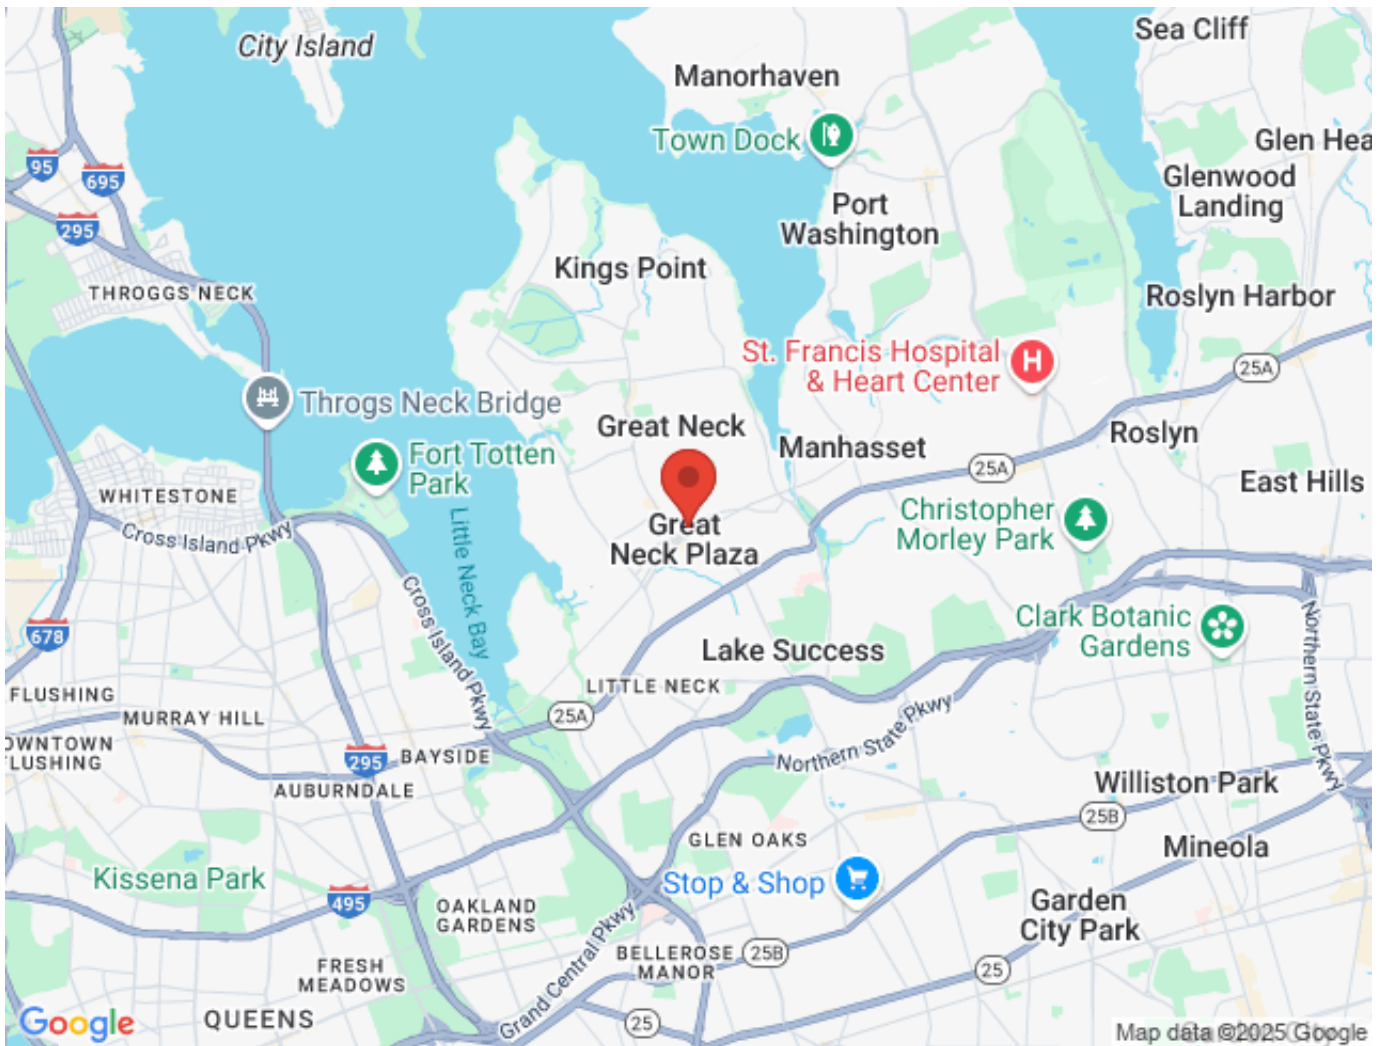 City Island
Sea Cliff
Manorhaven
Town Dock
Glen Hea
95
695
Glenwood
Landing
295
Port
Washington
Kings Point
THROGGS NECK
Roslyn Harbor
St. Francis Hospital
& Heart Center
H
25A
Throgs Neck Bridge
Great Neck
Manhasset
Roslyn
Fort Totten
Park
25A
WHITESTONE
East Hills
Christopher
Morley Park
Cross Island Pkwy
Great
Neck Plaza
Little Neck Bay
Cross Island Pkwy
678
Clark Botanic
Gardens
Northern State Pkwy
Lake Success
FLUSHING
LITTLE NECK
MURRAY HILL
25A
Northern State Pkwy
OWNTOWN
FLUSHING
295
BAYSIDE
AUBURNDALE
Williston Park
25B
GLEN OAKS
Mineola
Kissena Park
Stop & Shop
495
OAKLAND
GARDENS
Garden
City Park
Grand Central Pkwy
BELLEROSE
MANOR
25B
FRESH
MEADOWS
25
Google
QUEENS
25
Map data ©2025 Google